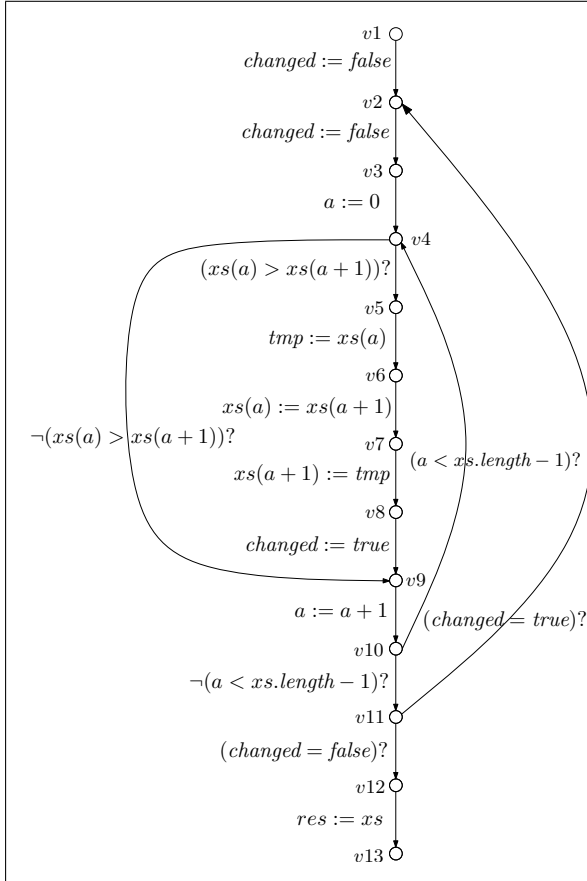 v1
changed := false
v2
changed := false
v3
a := 0
v4
(xs(a) > xs(a + 1))?
v5
tmp := xs(a)
v6
xs(a) := xs(a + 1)
¬(xs(a) > xs(a + 1))?
v7
(a < xs.length − 1)?
xs(a + 1) := tmp
v8
changed := true
v9
a := a + 1
(changed = true)?
v10
¬(a < xs.length − 1)?
v11
(changed = false)?
v12
res := xs
v13